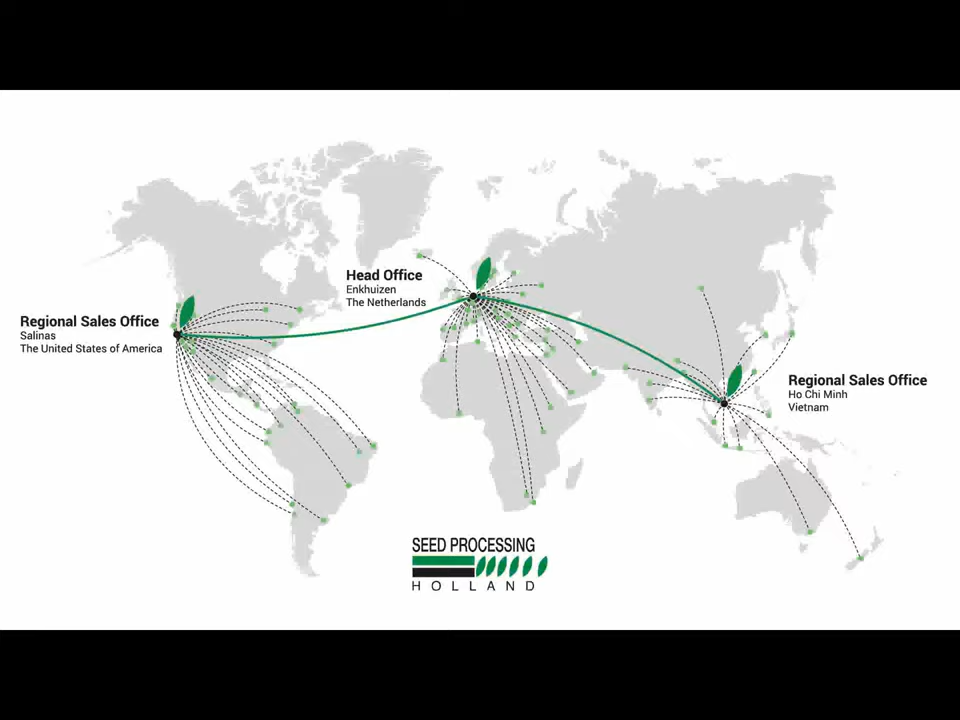 Head Office
Enkhuizen
The Netherlands
Regional Sales Office
Salinas
The United States of America
Regional Sales Office
Ho Chi Minh
Vietnam
SEED PROCESSING
HOLLAND